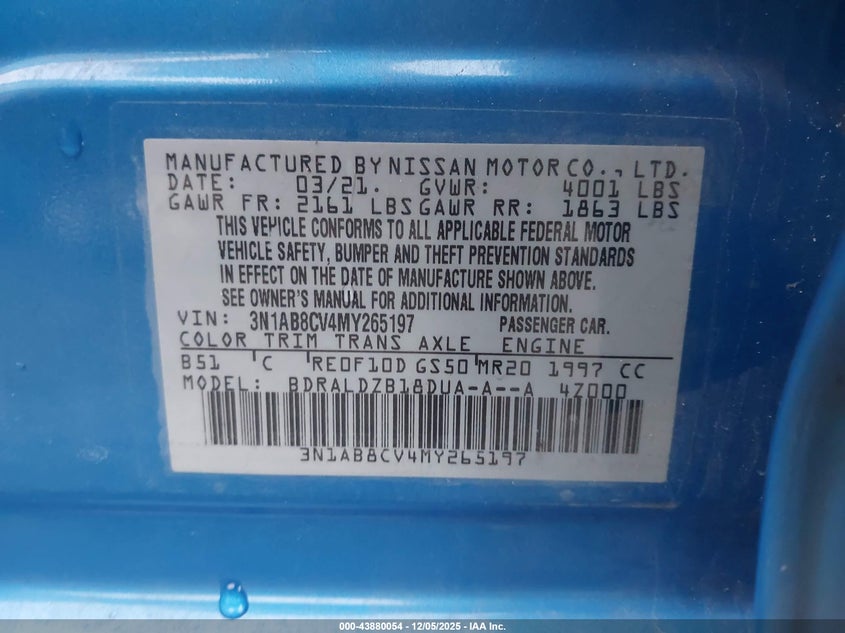 MANUFACTURED BY NISSAN MOTOR CO., LTD.
DATE: 03/21. GVWR: 4001 LBS
GAWR FR: 2161 LBS GAWR RR: 1863 LBS
THIS VEHICLE CONFORMS TO ALL APPLICABLE FEDERAL MOTOR
VEHICLE SAFETY, BUMPER AND THEFT PREVENTION STANDARDS
IN EFFECT ON THE DATE OF MANUFACTURE SHOWN ABOVE.
SEE OWNER'S MANUAL FOR ADDITIONAL INFORMATION.
VIN: 3N1AB8CV4MY265197 PASSENGER CAR.
COLOR TRIM TRANS AXLE ENGINE
B51 C RE0F10D GS50 MR20 1997 CC
MODEL: BDRALDZB18DUA-A--A 4Z000
3N1AB8CV4MY265197
000-43880054 - 12/05/2025 - IAA Inc.